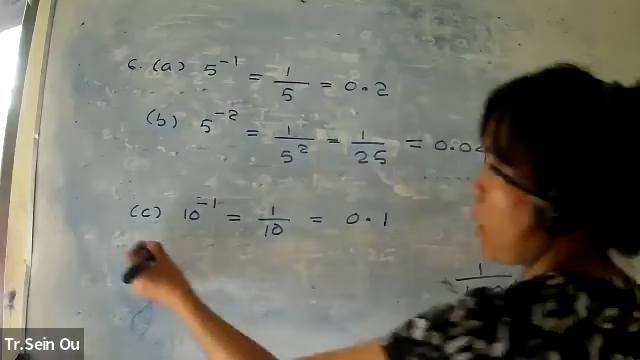 6. (a) 5⁻¹ = 1/5 = 0.2
(b) 5⁻² = 1/5² = 1/25 = 0.0
(c) 10⁻¹ = 1/10 = 0.1
Tr.Sein Ou